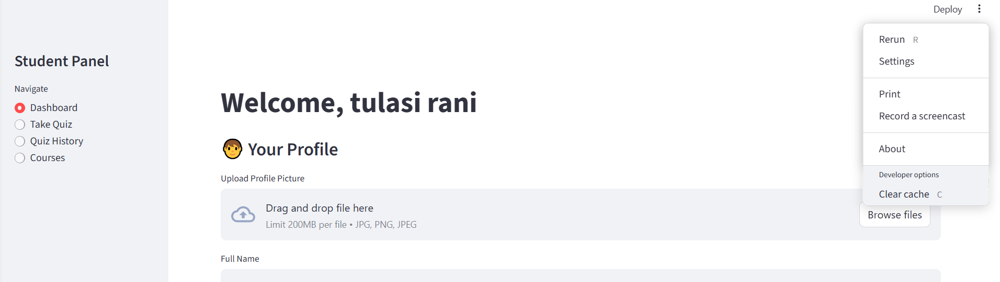 Deploy
Rerun R
Settings
Print
Record a screencast
About
Developer options
Clear cache C
Student Panel
Navigate
Dashboard
Take Quiz
Quiz History
Courses
Welcome, tulasi rani
Your Profile
Upload Profile Picture
Drag and drop file here
Limit 200MB per file • JPG, PNG, JPEG
Browse files
Full Name